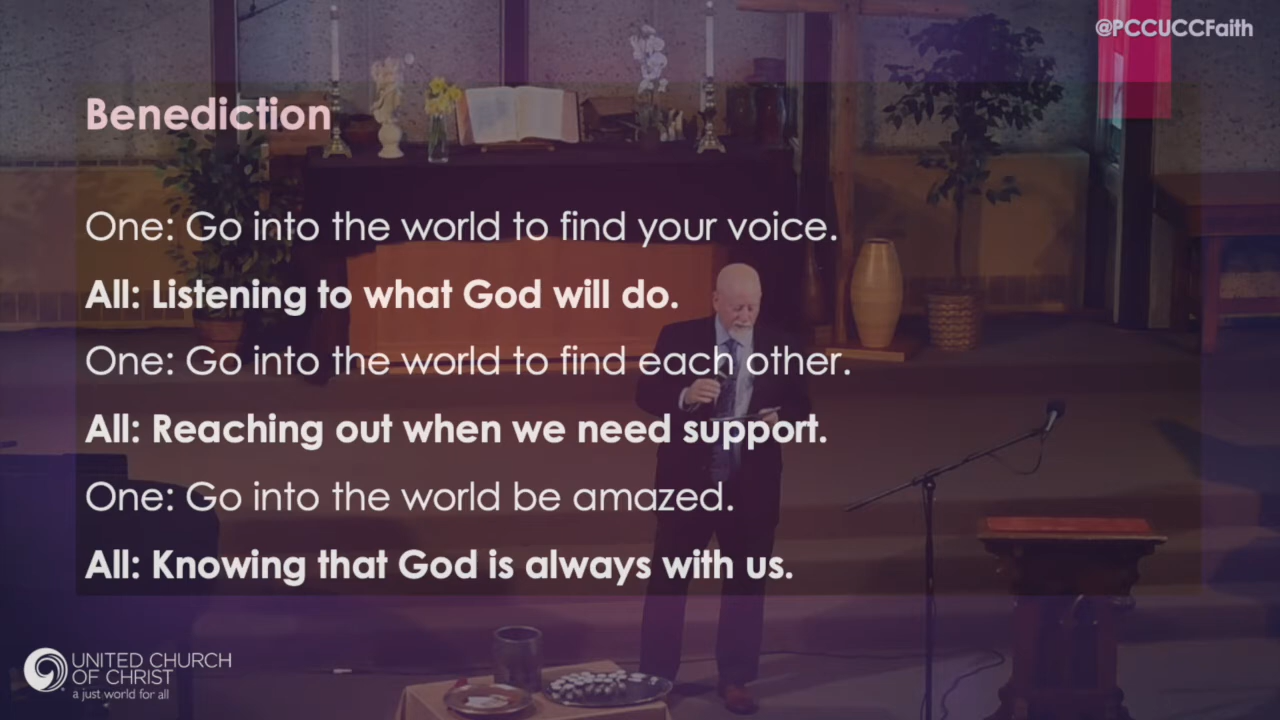 @PCCUCCFaith
Benediction
One: Go into the world to find your voice.
All: Listening to what God will do.
One: Go into the world to find each other.
All: Reaching out when we need support.
One: Go into the world be amazed.
All: Knowing that God is always with us.
UNITED CHURCH
OF CHRIST
a just world for all